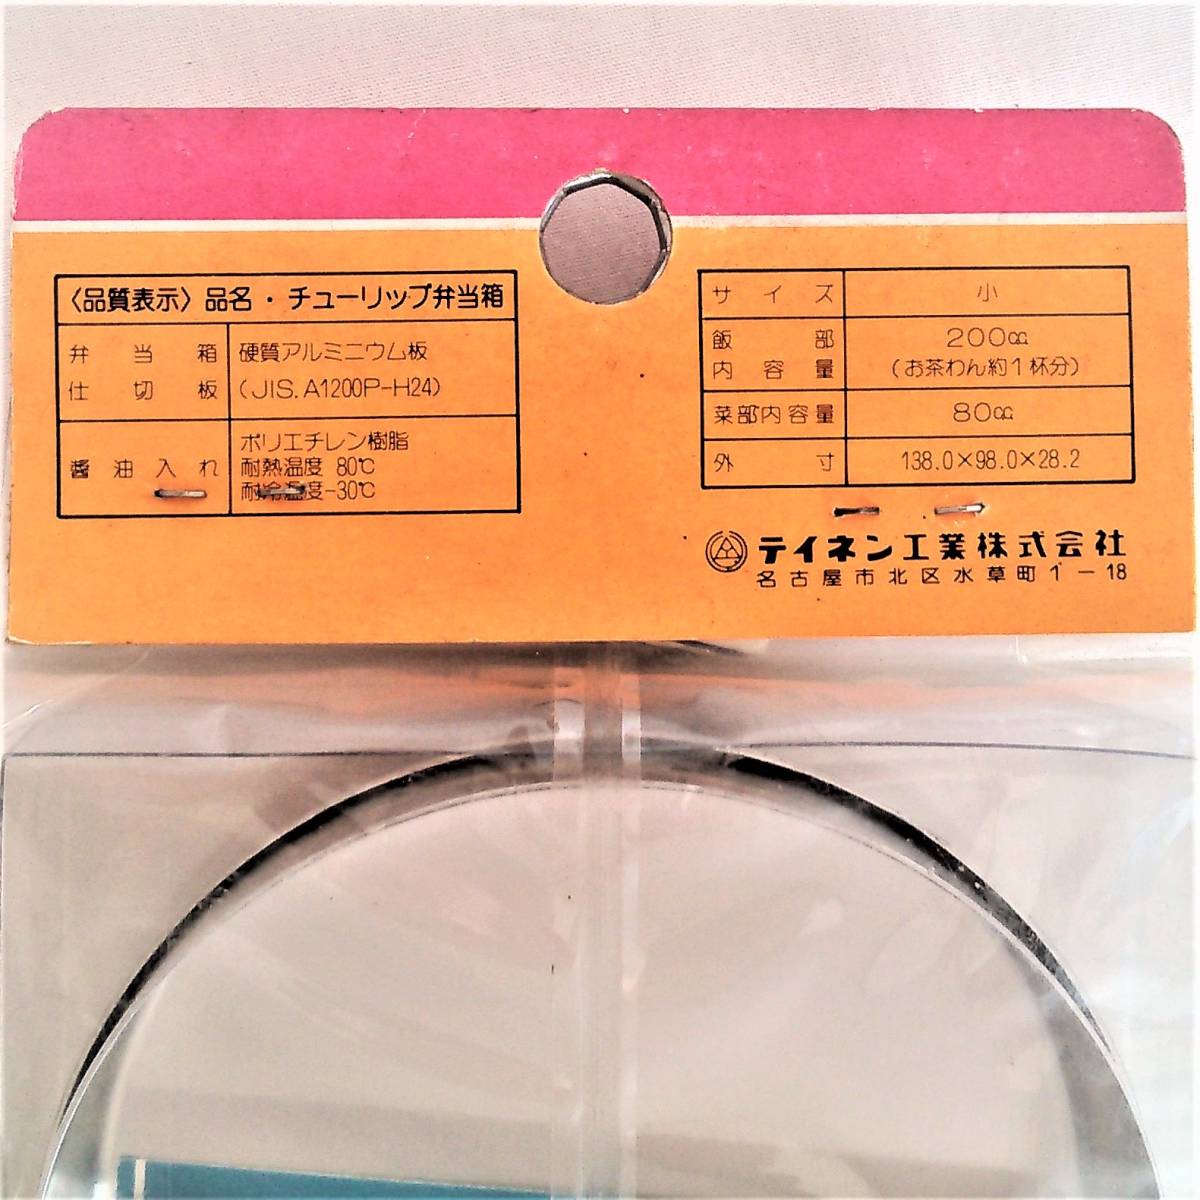 〈品質表示〉品名・チューリップ弁当箱
弁当箱 硬質アルミニウム板
仕切板 (JIS.A1200P-H24)
醬油入れ ポリエチレン樹脂
耐熱温度 80℃
耐冷温度-30℃
サイズ 小
飯部 200cc
内容量 (お茶わん約1杯分)
菜部内容量 80cc
外寸 138.0×98.0×28.2
テイネン工業株式会社
名古屋市北区水草町1-18